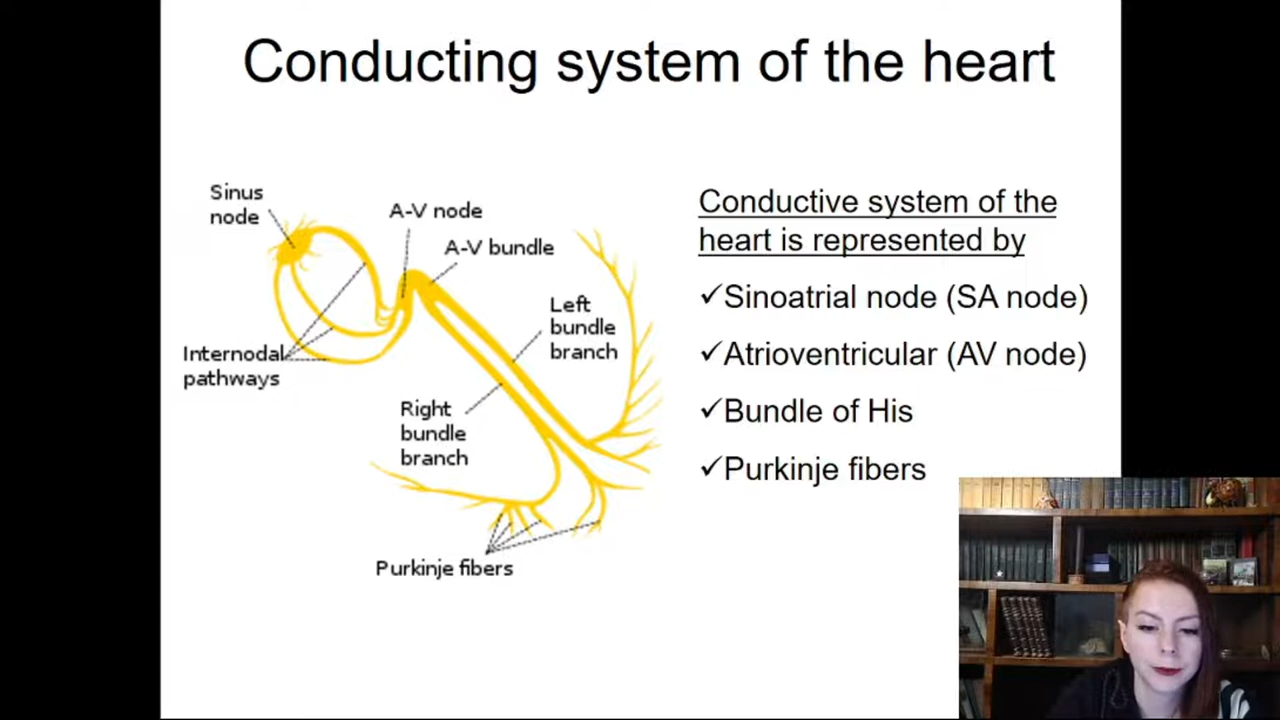 Conducting system of the heart
Sinus
node
A-V node
A-V bundle
Left
bundle
branch
Internodal
pathways
Right
bundle
branch
Purkinje fibers
Conductive system of the
heart is represented by
✓Sinoatrial node (SA node)
✓Atrioventricular (AV node)
✓Bundle of His
✓Purkinje fibers